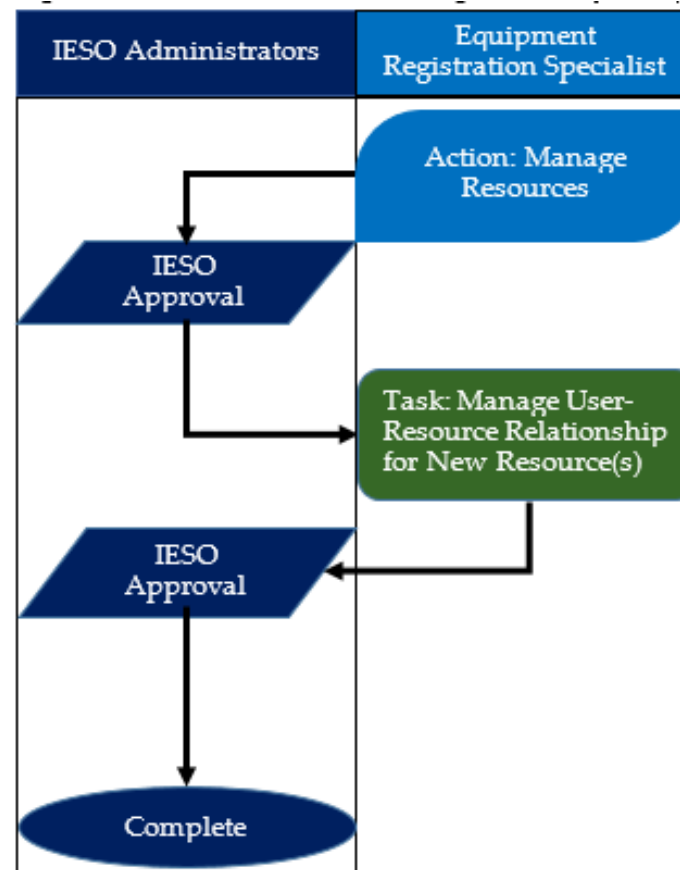 IESO Administrators
Equipment
Registration Specialist
Action: Manage
Resources
IESO
Approval
Task: Manage User-
Resource Relationship
for New Resource(s)
IESO
Approval
Complete